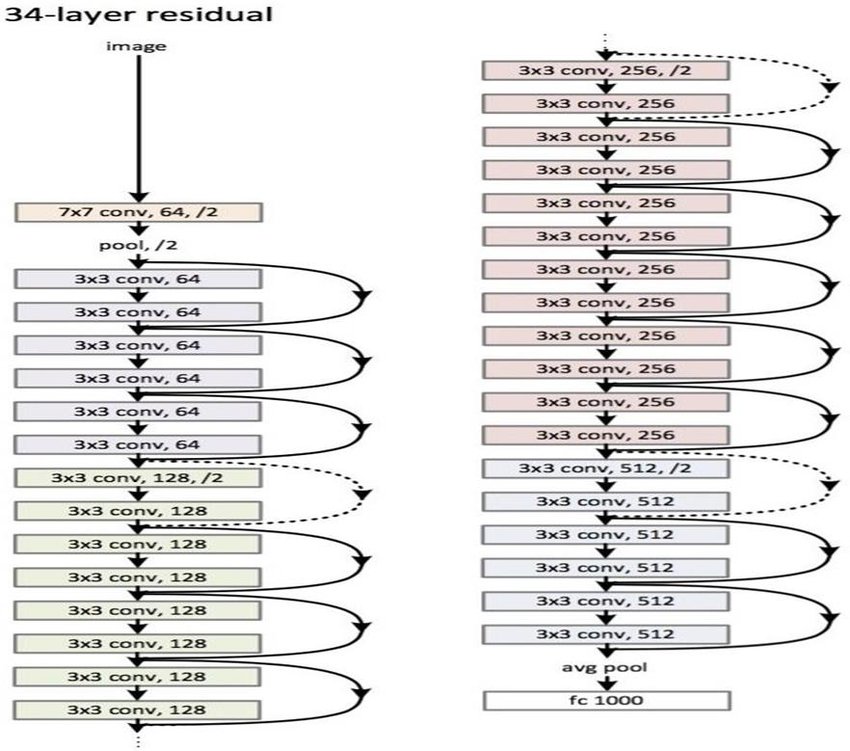 34-layer residual
image
7x7 conv, 64, /2
pool, /2
3x3 conv, 64
3x3 conv, 64
3x3 conv, 64
3x3 conv, 64
3x3 conv, 64
3x3 conv, 64
3x3 conv, 128, /2
3x3 conv, 128
3x3 conv, 128
3x3 conv, 128
3x3 conv, 128
3x3 conv, 128
3x3 conv, 128
3x3 conv, 128
3x3 conv, 256, /2
3x3 conv, 256
3x3 conv, 256
3x3 conv, 256
3x3 conv, 256
3x3 conv, 256
3x3 conv, 256
3x3 conv, 256
3x3 conv, 256
3x3 conv, 256
3x3 conv, 256
3x3 conv, 256
3x3 conv, 512, /2
3x3 conv, 512
3x3 conv, 512
3x3 conv, 512
3x3 conv, 512
3x3 conv, 512
avg pool
fc 1000